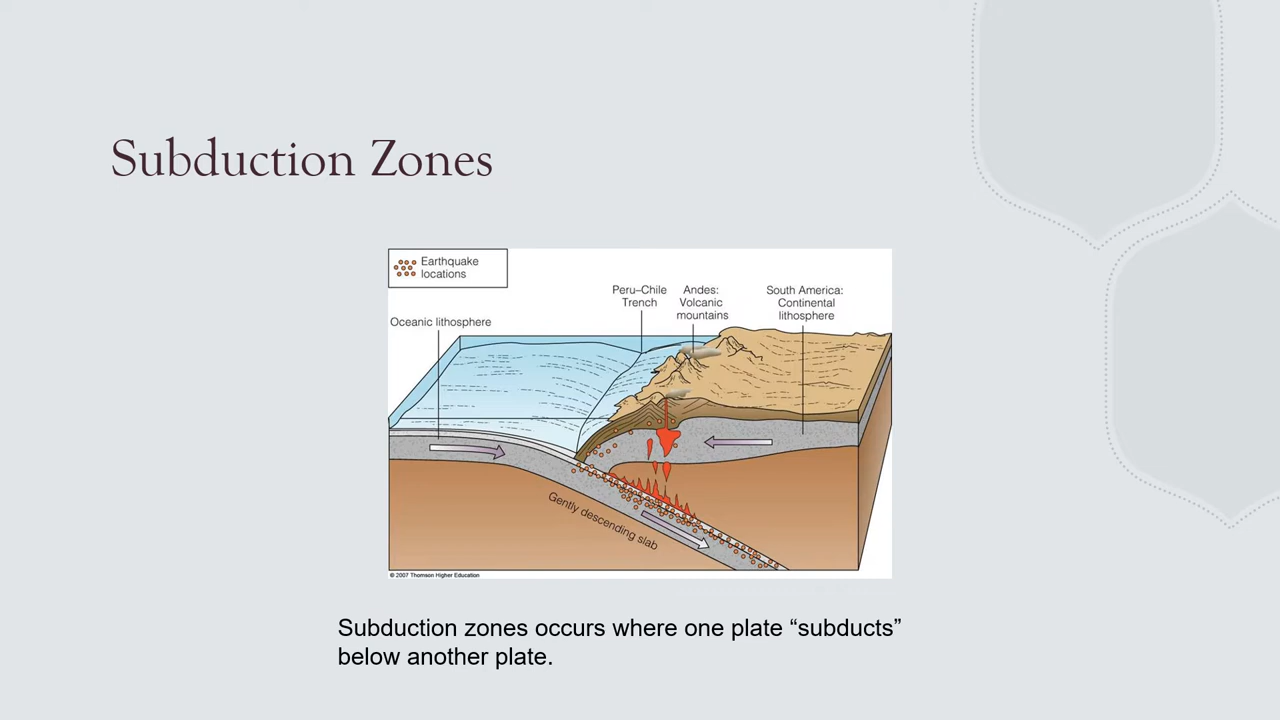 Subduction Zones
Earthquake
locations
Peru–Chile
Trench
Andes:
Volcanic
mountains
South America:
Continental
lithosphere
Oceanic lithosphere
Gently descending slab
© 2007 Thomson Higher Education
Subduction zones occurs where one plate “subducts”
below another plate.